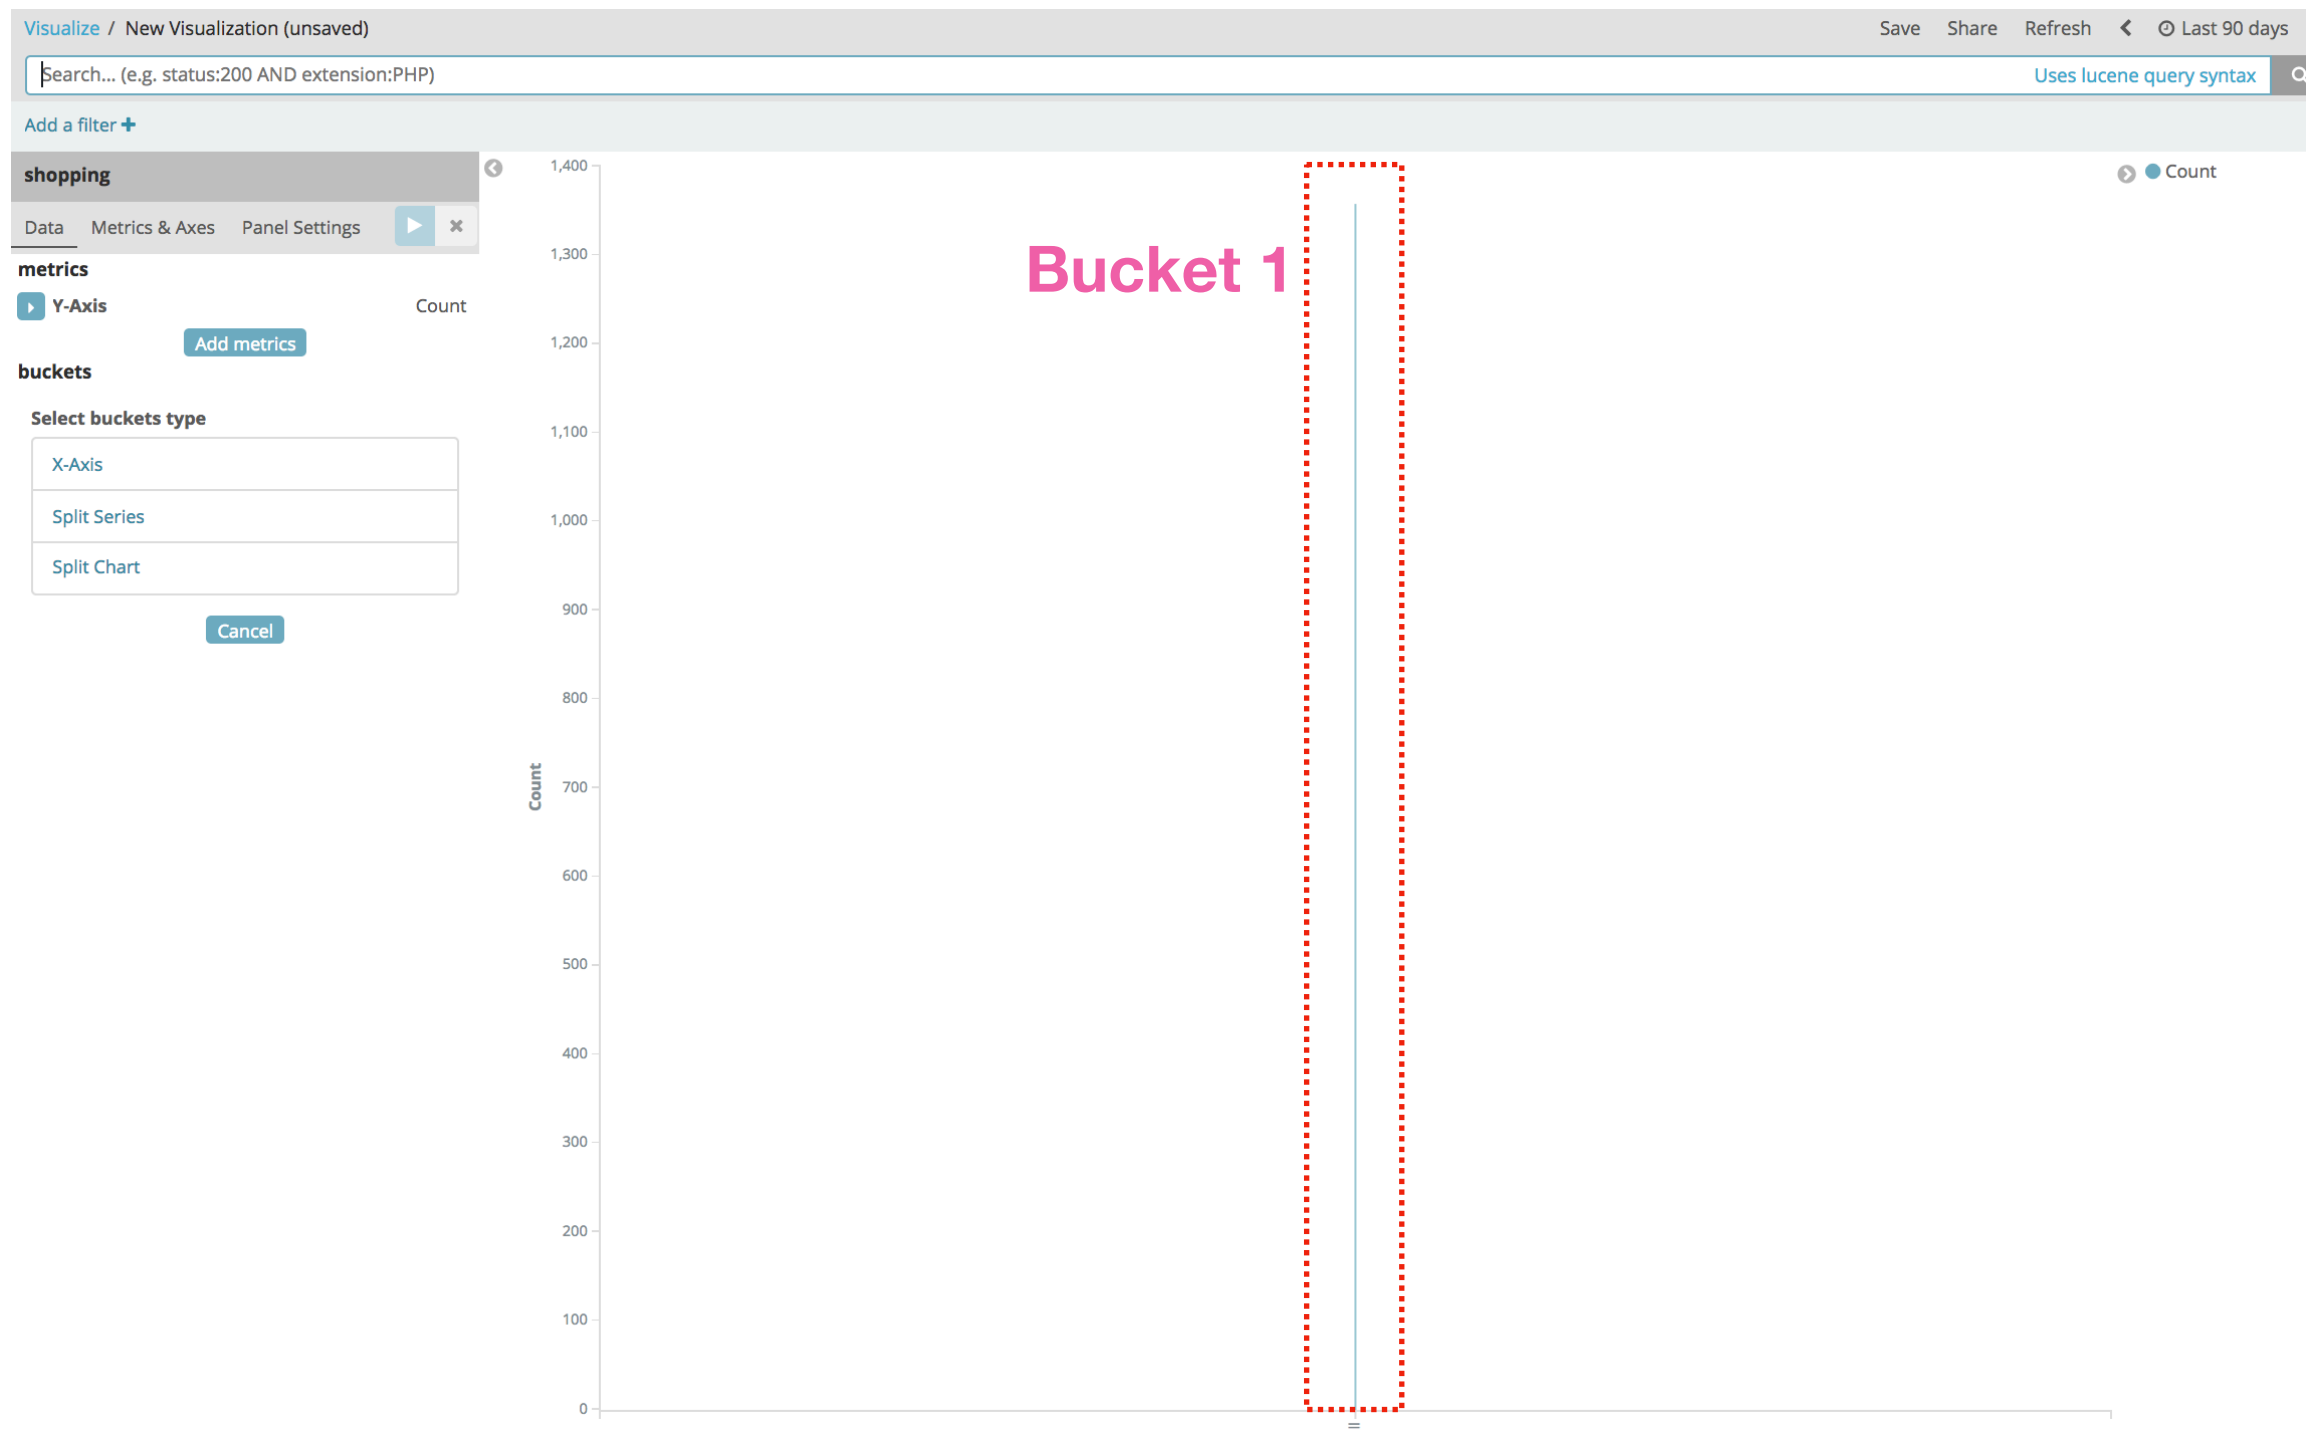 Visualize / New Visualization (unsaved)
Save Share Refresh Last 90 days
Search... (e.g. status:200 AND extension:PHP)
Uses lucene query syntax
Add a filter
shopping
Data Metrics & Axes Panel Settings
metrics
Y-Axis Count
Add metrics
buckets
Select buckets type
X-Axis
Split Series
Split Chart
Cancel
Count
1,400
1,300
1,200
1,100
1,000
900
800
700
600
500
400
300
200
100
0
Bucket 1
Count